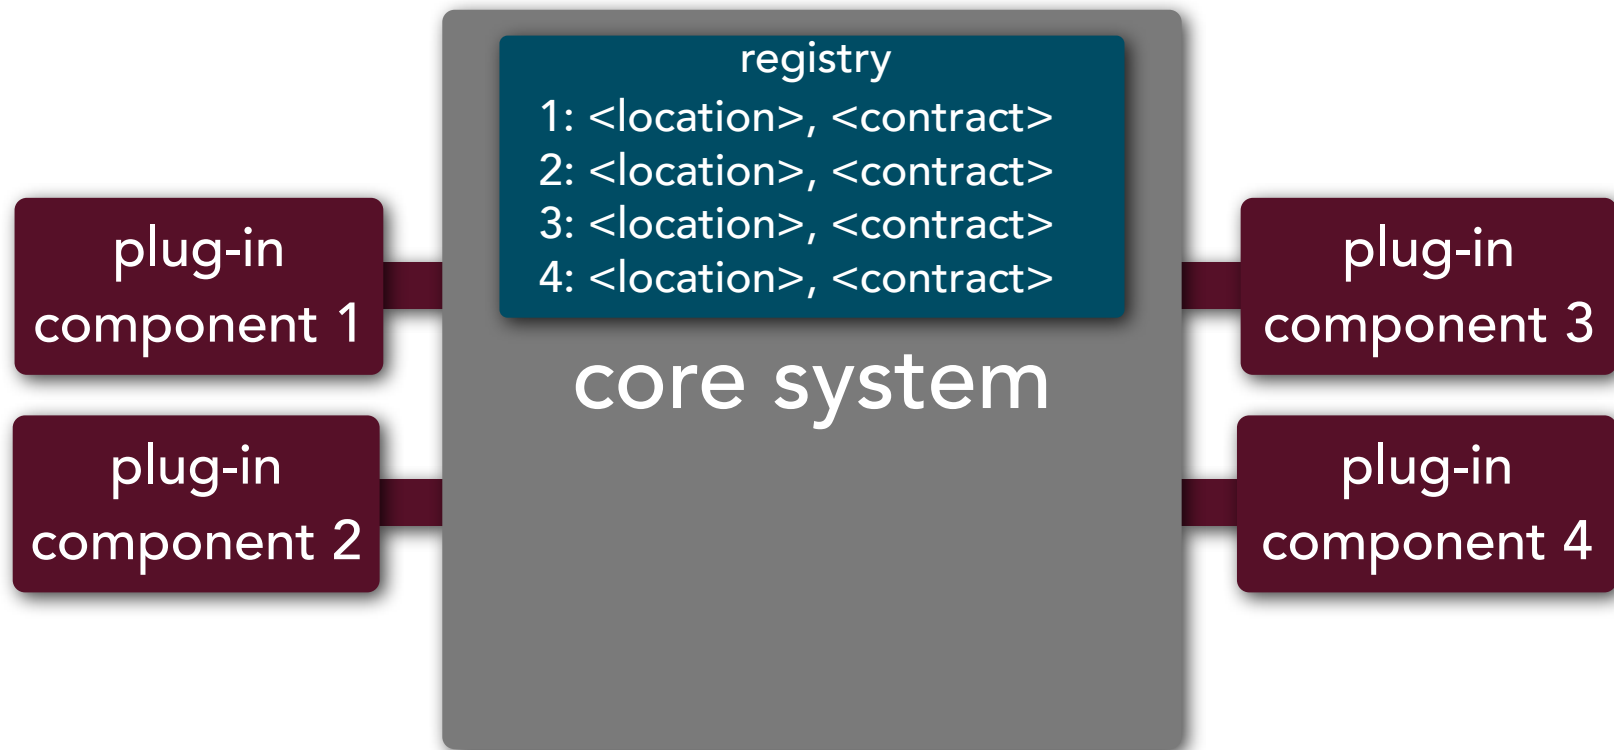 registry
1: <location>, <contract>
2: <location>, <contract>
3: <location>, <contract>
4: <location>, <contract>
core system
plug-in
component 1
plug-in
component 2
plug-in
component 3
plug-in
component 4